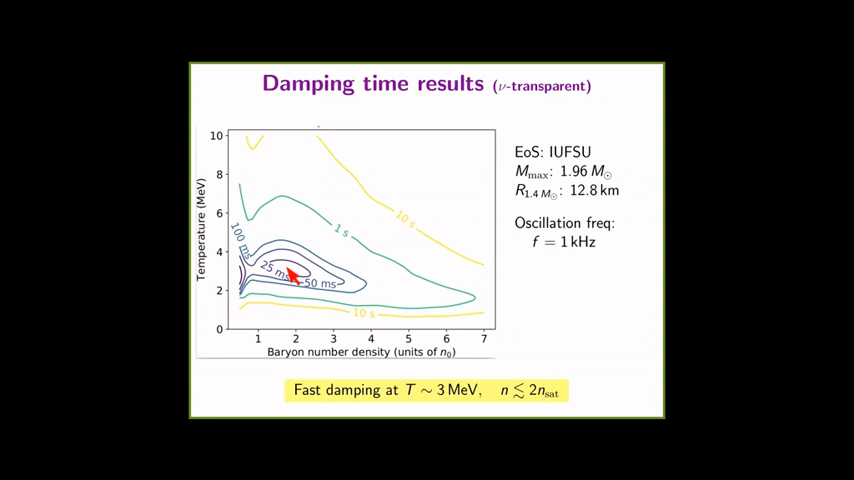 Damping time results (ν-transparent)
10
8
6
4
2
0
Temperature (MeV)
1 2 3 4 5 6 7
Baryon number density (units of n₀)
10 s
1 s
100 ms
25 ms
50 ms
10 s
EoS: IUFSU
M_max: 1.96 M_⊙
R_1.4 M_⊙: 12.8 km
Oscillation freq:
f = 1 kHz
Fast damping at T ∼ 3 MeV, n ≲ 2n_sat